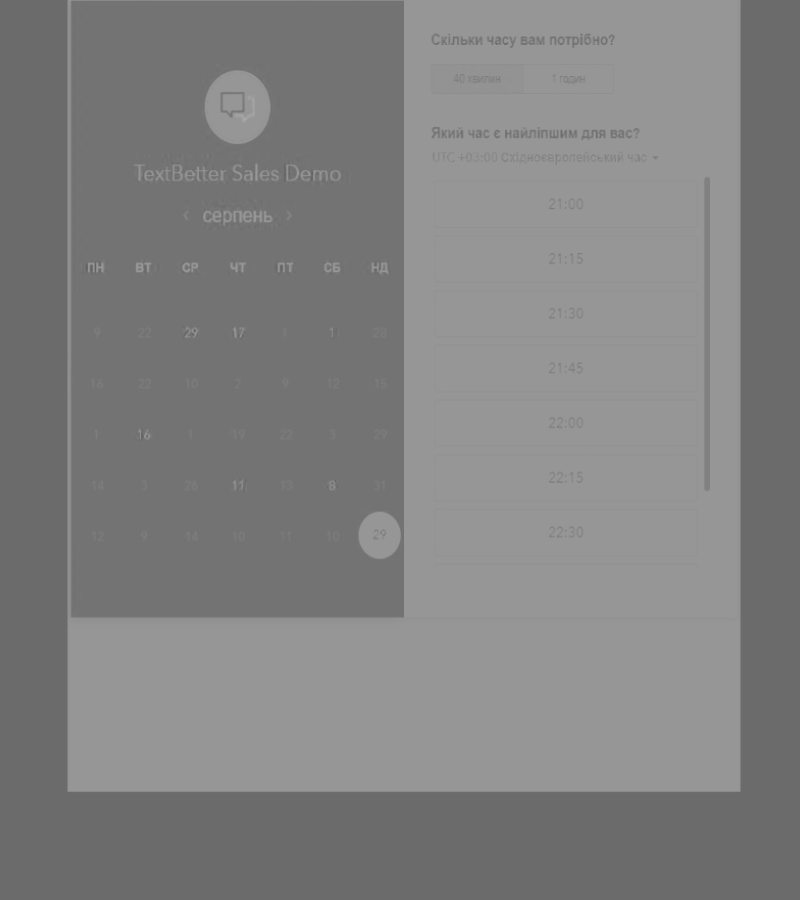 TextBetter Sales Demo
‹ серпень ›
ПН ВТ СР ЧТ ПТ СБ НД
9 22 29 17 1 1 28
16 22 10 2 9 12 15
1 16 1 19 22 3 29
14 3 26 11 13 8 31
12 9 14 10 11 10 29
Скільки часу вам потрібно?
40 хвилин 1 годин
Який час є найліпшим для вас?
UTC +03:00 Східноєвропейський час
21:00
21:15
21:30
21:45
22:00
22:15
22:30